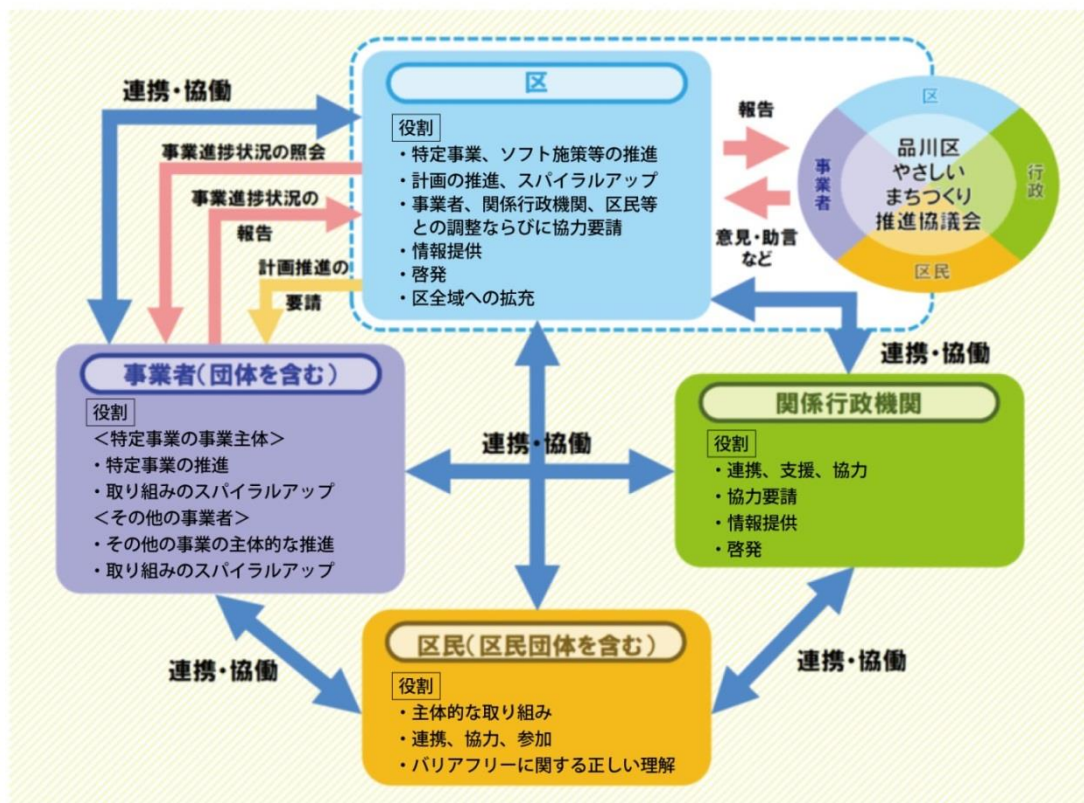 区
役割
・特定事業、ソフト施策等の推進
・計画の推進、スパイラルアップ
・事業者、関係行政機関、区民等
との調整ならびに協力要請
・情報提供
・啓発
・区全域への拡充
連携・協働
事業進捗状況の照会
事業進捗状況の
報告
計画推進の
要請
報告
意見・助言
など
区
事業者
行政
区民
品川区
やさしい
まちつくり
推進協議会
連携・協働
事業者(団体を含む)
役割
<特定事業の事業主体>
・特定事業の推進
・取り組みのスパイラルアップ
<その他の事業者>
・その他の事業の主体的な推進
・取り組みのスパイラルアップ
連携・協働
関係行政機関
役割
・連携、支援、協力
・協力要請
・情報提供
・啓発
連携・協働
連携・協働
区民(区民団体を含む)
役割
・主体的な取り組み
・連携、協力、参加
・バリアフリーに関する正しい理解